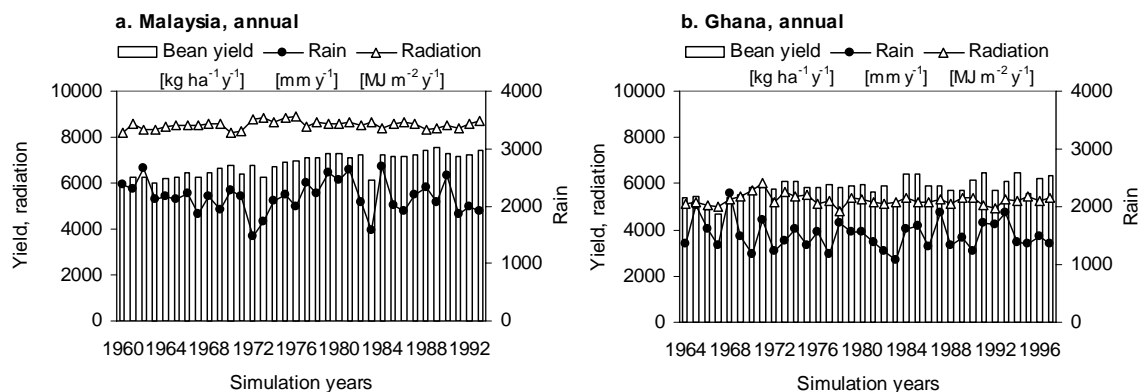 a. Malaysia, annual
Bean yield Rain Radiation
[kg ha⁻¹ y⁻¹] [mm y⁻¹] [MJ m⁻² y⁻¹]
10000
8000
6000
4000
2000
0
Yield, radiation
4000
3000
2000
1000
0
Rain
1960 1964 1968 1972 1976 1980 1984 1988 1992
Simulation years
b. Ghana, annual
Bean yield Rain Radiation
[kg ha⁻¹ y⁻¹] [mm y⁻¹] [MJ m⁻² y⁻¹]
10000
8000
6000
4000
2000
0
Yield, radiation
4000
3000
2000
1000
0
Rain
1964 1968 1972 1976 1980 1984 1988 1992 1996
Simulation years